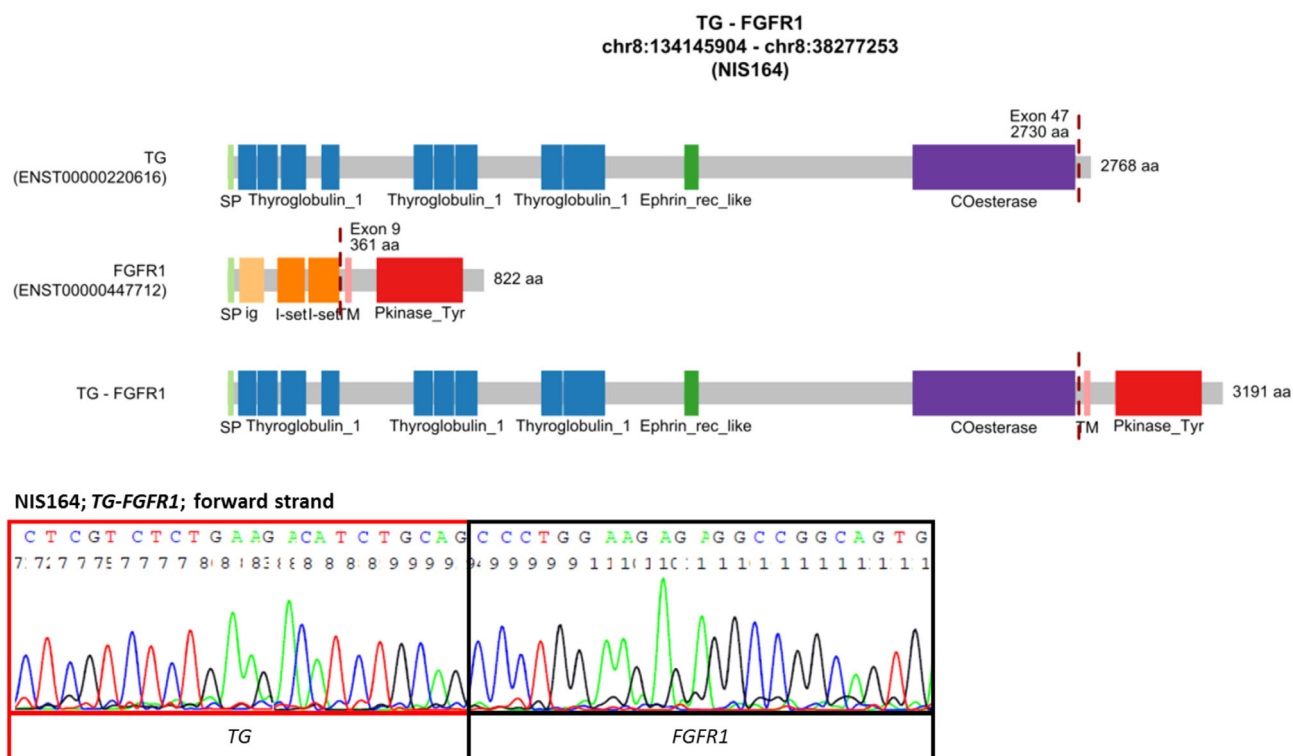 TG - FGFR1
chr8:134145904 - chr8:38277253
(NIS164)
Exon 47
2730 aa
TG
(ENST00000220616)
2768 aa
SP Thyroglobulin_1 Thyroglobulin_1 Thyroglobulin_1 Ephrin_rec_like COesterase
Exon 9
361 aa
FGFR1
(ENST00000447712)
822 aa
SP ig I-set I-set TM Pkinase_Tyr
TG - FGFR1
3191 aa
SP Thyroglobulin_1 Thyroglobulin_1 Thyroglobulin_1 Ephrin_rec_like COesterase TM Pkinase_Tyr
NIS164; TG-FGFR1; forward strand
C T C G T C T C T G A A G A C A T C T G C A G C C C T G G A A G A G A G G C C G G C A G T G
TG FGFR1